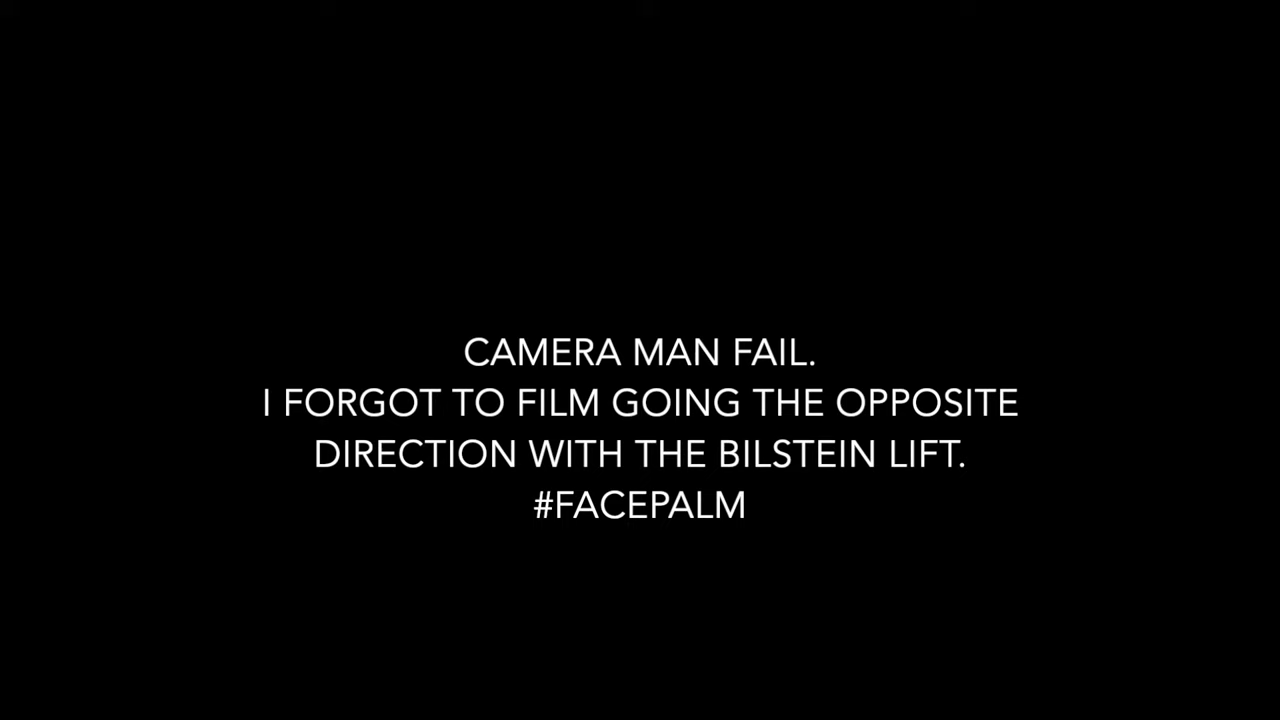 CAMERA MAN FAIL.
I FORGOT TO FILM GOING THE OPPOSITE
DIRECTION WITH THE BILSTEIN LIFT.
#FACEPALM